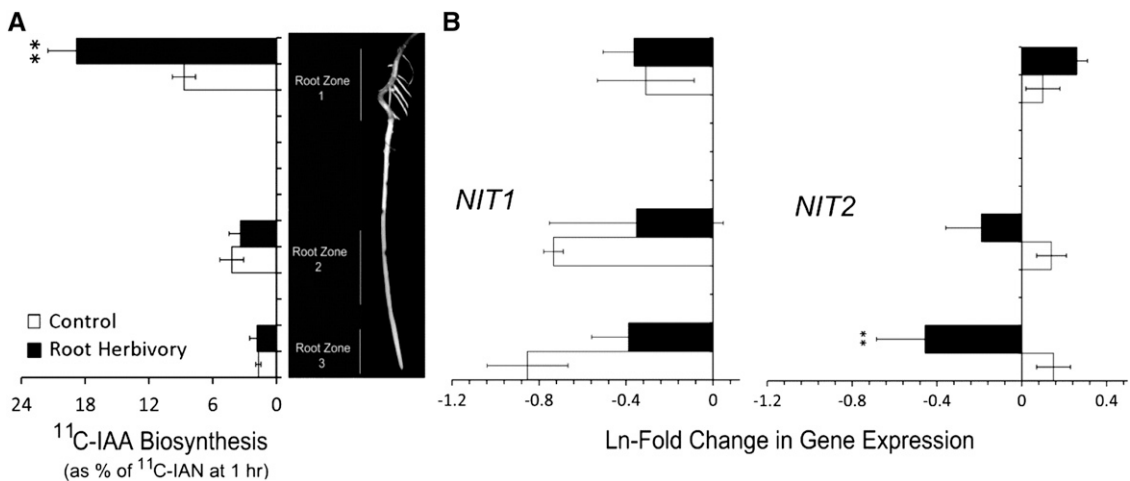 A
B
**
Root Zone
1
NIT1
NIT2
Root Zone
2
Control
Root Herbivory
**
Root Zone
3
24 18 12 6 0
-1.2 -0.8 -0.4 0
-1.2 -0.8 -0.4 0 0.4
¹¹C-IAA Biosynthesis
(as % of ¹¹C-IAN at 1 hr)
Ln-Fold Change in Gene Expression